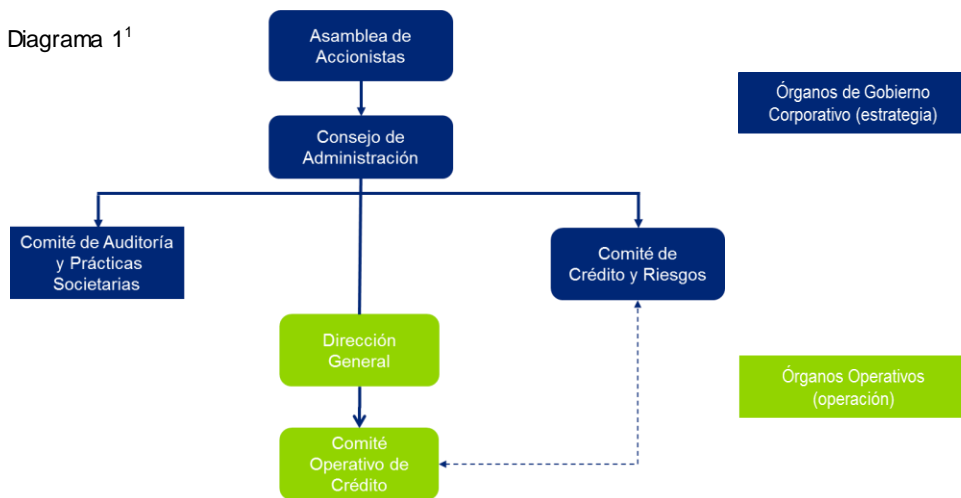 Diagrama 1¹
Asamblea de
Accionistas
Órganos de Gobierno
Corporativo (estrategia)
Consejo de
Administración
Comité de Auditoría
y Prácticas
Societarias
Comité de
Crédito y Riesgos
Dirección
General
Órganos Operativos
(operación)
Comité
Operativo de
Crédito